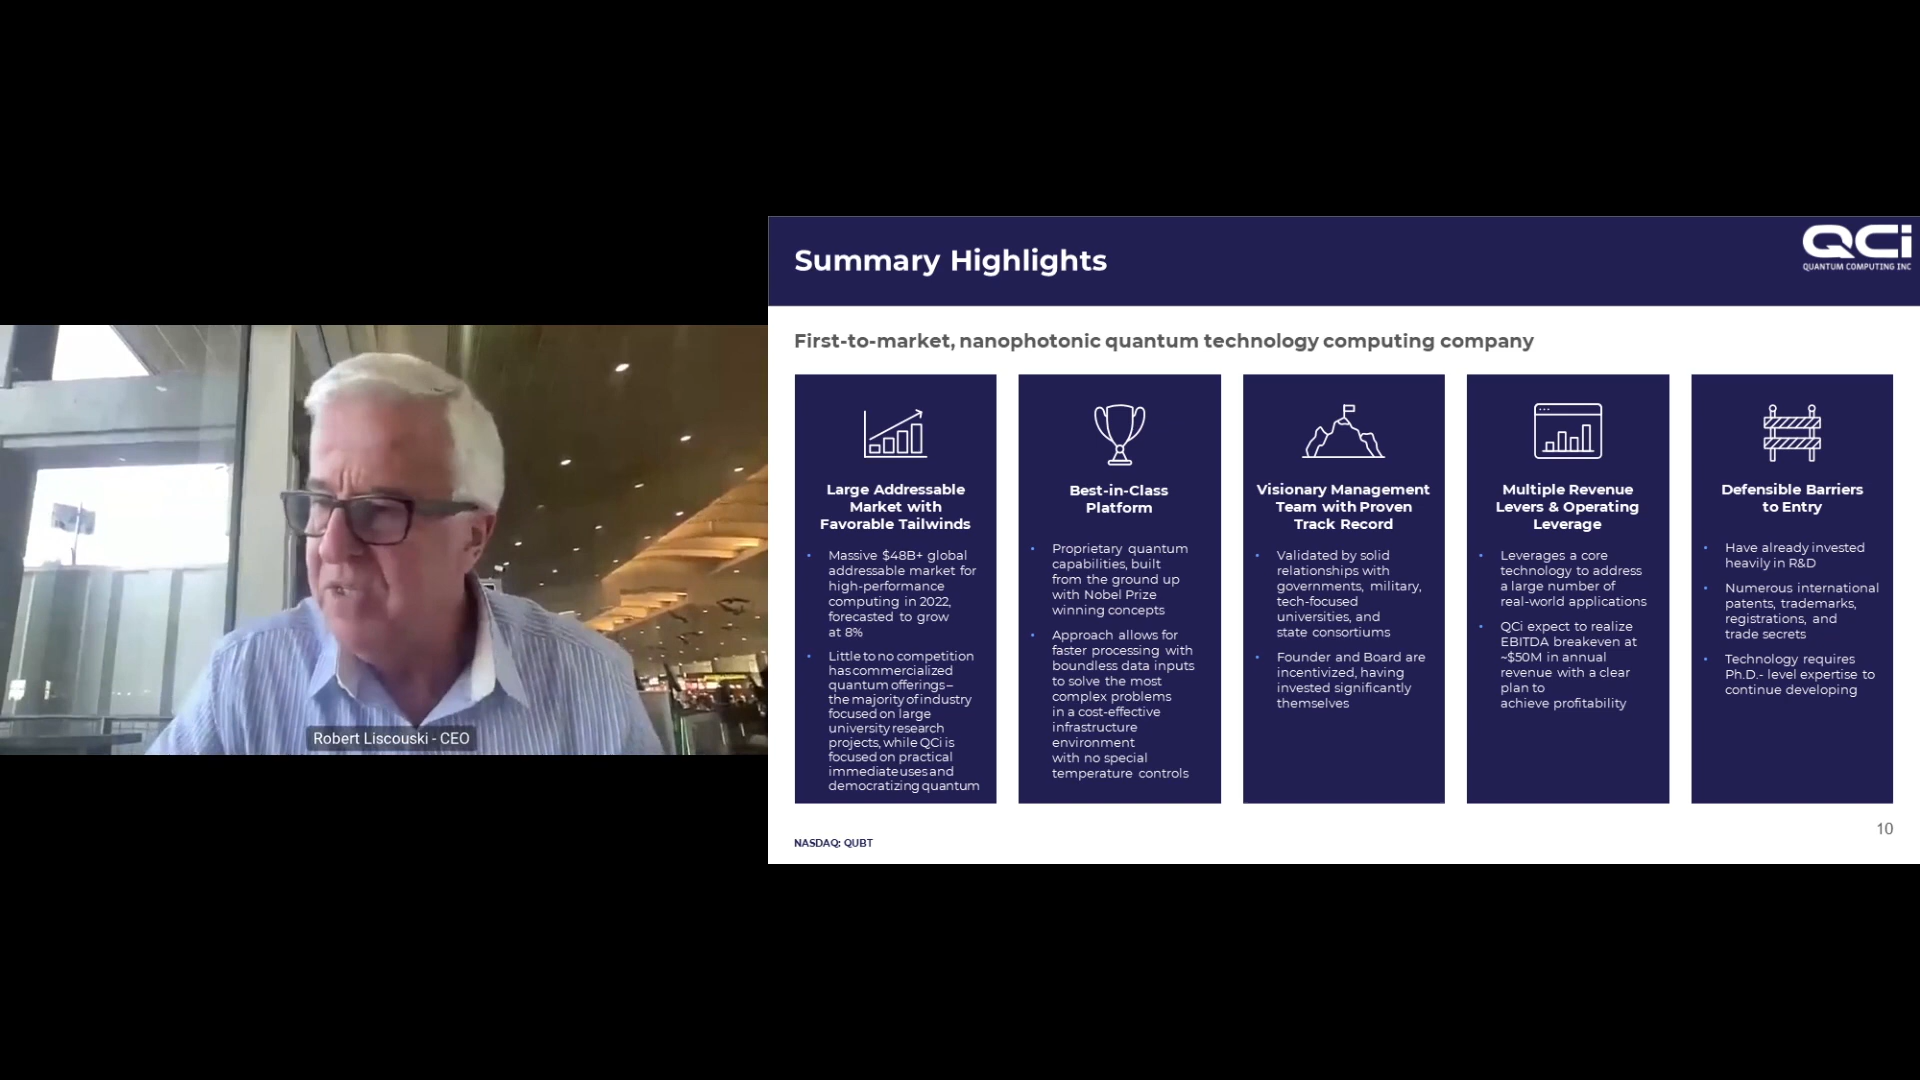 Robert Liscouski - CEO
Summary Highlights
QCi
QUANTUM COMPUTING INC
First-to-market, nanophotonic quantum technology computing company
Large Addressable
Market with
Favorable Tailwinds
• Massive $48B+ global
addressable market for
high-performance
computing in 2022,
forecasted to grow
at 8%
• Little to no competition
has commercialized
quantum offerings –
the majority of industry
focused on large
university research
projects, while QCi is
focused on practical
immediate uses and
democratizing quantum
Best-in-Class
Platform
• Proprietary quantum
capabilities, built
from the ground up
with Nobel Prize
winning concepts
• Approach allows for
faster processing with
boundless data inputs
to solve the most
complex problems
in a cost-effective
infrastructure
environment
with no special
temperature controls
Visionary Management
Team with Proven
Track Record
• Validated by solid
relationships with
governments, military,
tech-focused
universities, and
state consortiums
• Founder and Board are
incentivized, having
invested significantly
themselves
Multiple Revenue
Levers & Operating
Leverage
• Leverages a core
technology to address
a large number of
real-world applications
• QCi expect to realize
EBITDA breakeven at
~$50M in annual
revenue with a clear
plan to
achieve profitability
Defensible Barriers
to Entry
• Have already invested
heavily in R&D
• Numerous international
patents, trademarks,
registrations, and
trade secrets
• Technology requires
Ph.D.- level expertise to
continue developing
10
NASDAQ: QUBT